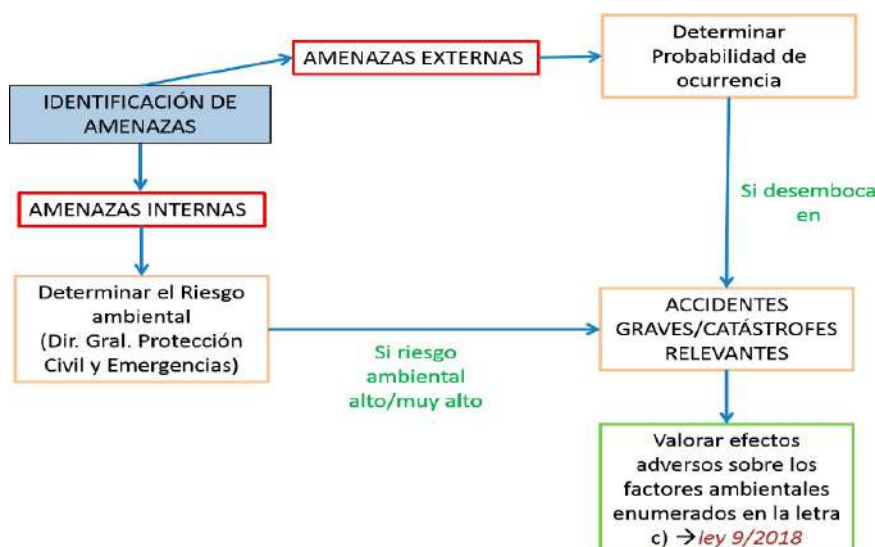 AMENAZAS EXTERNAS
Determinar
Probabilidad de
ocurrencia
IDENTIFICACIÓN DE
AMENAZAS
AMENAZAS INTERNAS
Si desemboca
en
Determinar el Riesgo
ambiental
(Dir. Gral. Protección
Civil y Emergencias)
Si riesgo
ambiental
alto/muy alto
ACCIDENTES
GRAVES/CATÁSTROFES
RELEVANTES
Valorar efectos
adversos sobre los
factores ambientales
enumerados en la letra
c) →ley 9/2018